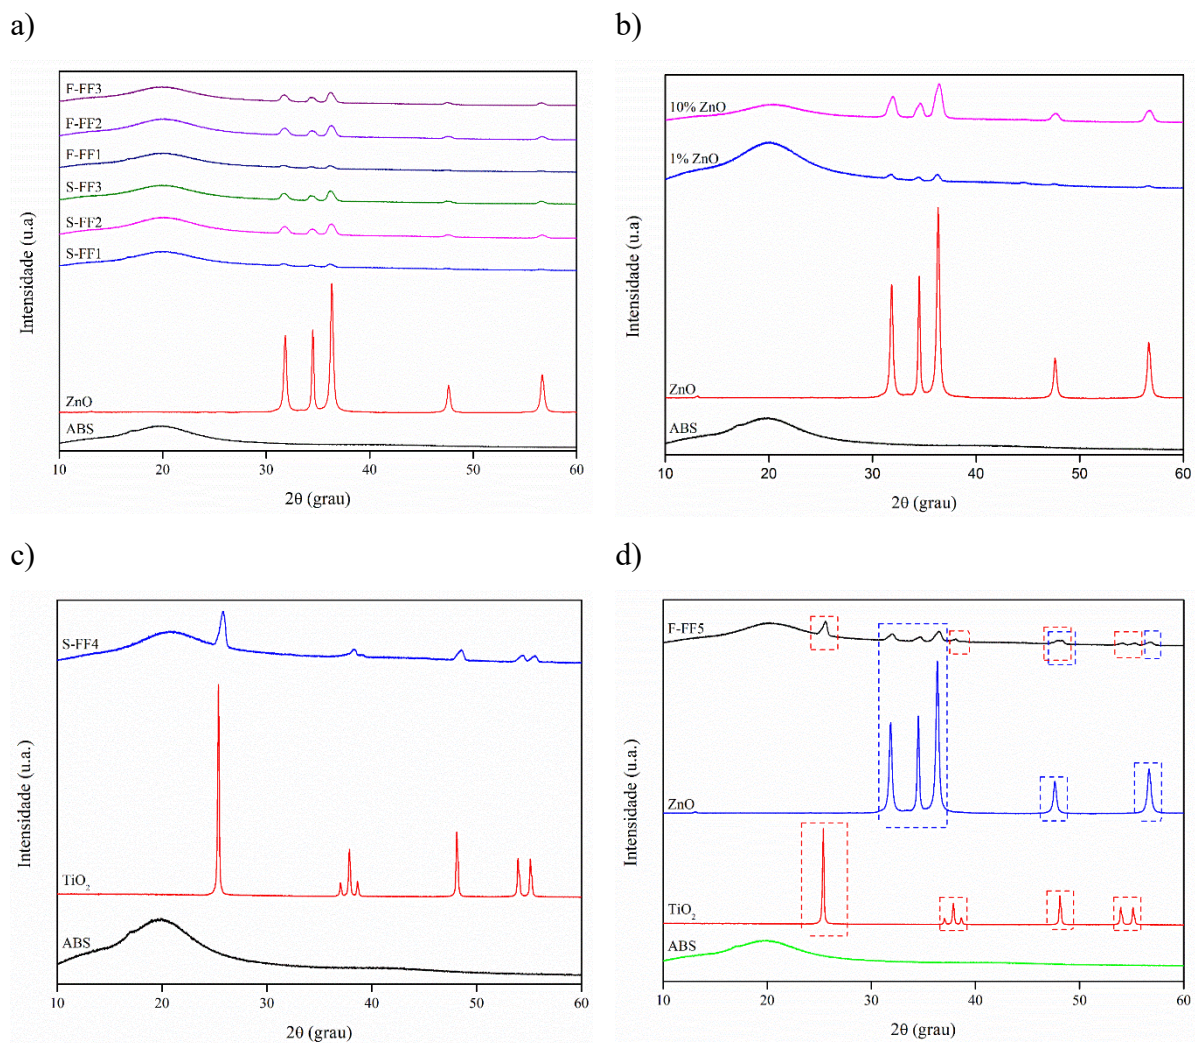 a)
F-FF3
F-FF2
F-FF1
S-FF3
S-FF2
S-FF1
ZnO
ABS
Intensidade (u.a)
10 20 30 40 50 60
2θ (grau)
b)
10% ZnO
1% ZnO
ZnO
ABS
Intensidade (u.a)
10 20 30 40 50 60
2θ (grau)
c)
S-FF4
TiO₂
ABS
Intensidade (u.a.)
10 20 30 40 50 60
2θ (grau)
d)
F-FF5
ZnO
TiO₂
ABS
Intensidade (u.a.)
10 20 30 40 50 60
2θ (grau)